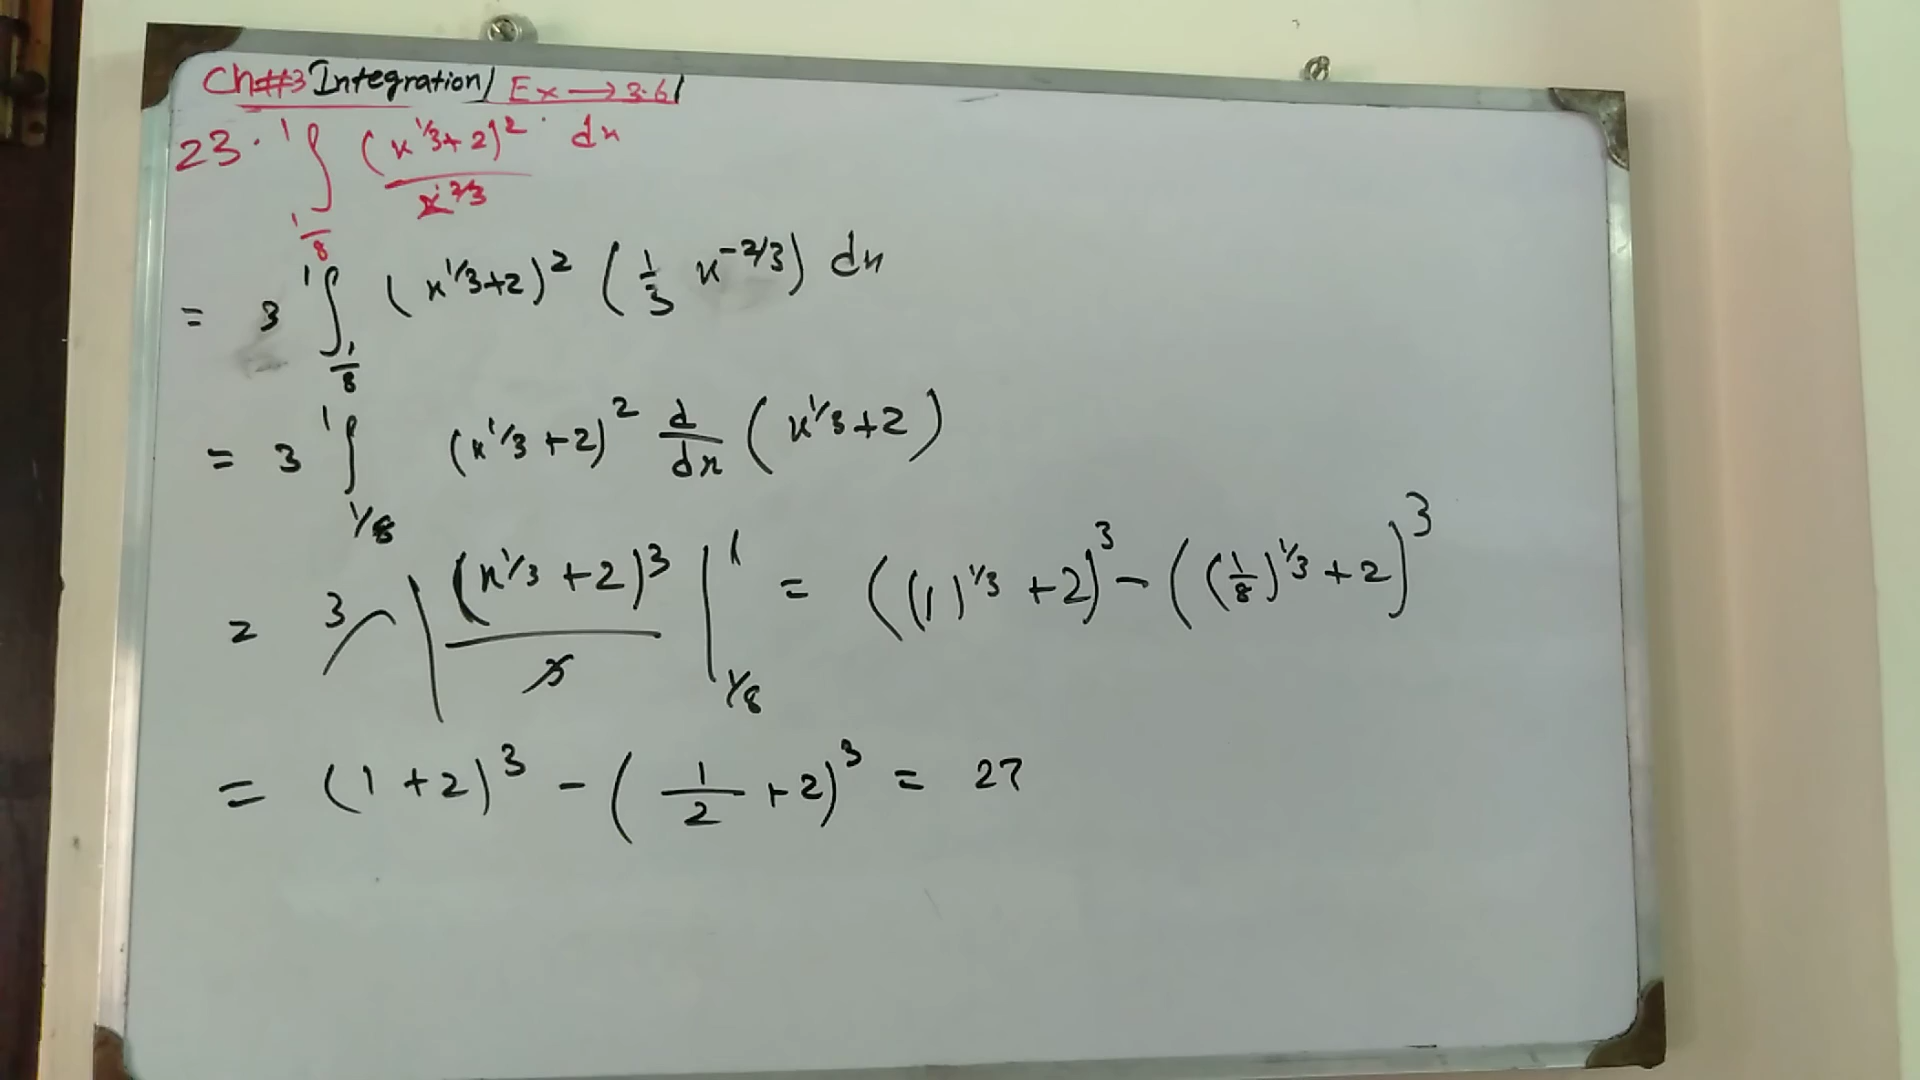 Ch#3 Integration/ Ex → 3.6/
23. ∫_{1/8}^{1} (x^{1/3}+2)^2 / x^{2/3} dx
= 3 ∫_{1/8}^{1} (x^{1/3}+2)^2 (1/3 x^{-2/3}) dx
= 3 ∫_{1/8}^{1} (x^{1/3}+2)^2 d/dx (x^{1/3}+2)
= 3 | (x^{1/3}+2)^3 / 3 |_{1/8}^{1} = ((1)^{1/3}+2)^3 - ((1/8)^{1/3}+2)^3
= (1+2)^3 - (1/2+2)^3 = 27